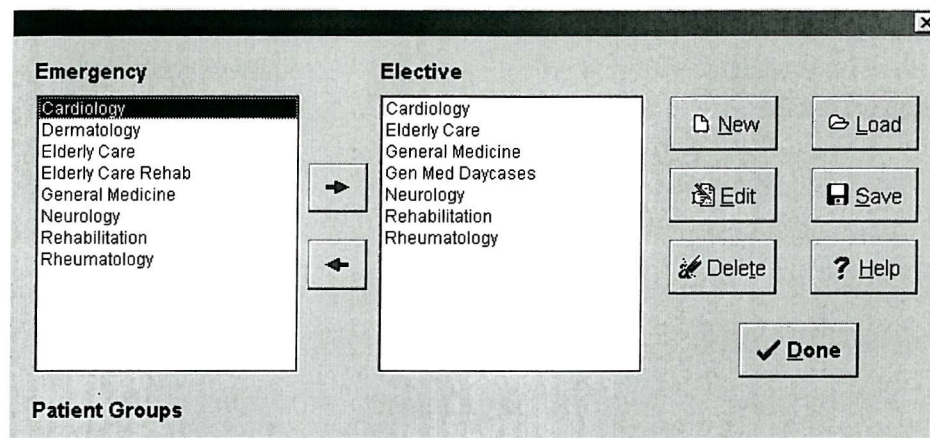 Emergency
Cardiology
Dermatology
Elderly Care
Elderly Care Rehab
General Medicine
Neurology
Rehabilitation
Rheumatology
Elective
Cardiology
Elderly Care
General Medicine
Gen Med Daycases
Neurology
Rehabilitation
Rheumatology
New
Load
Edit
Save
Delete
? Help
Done
Patient Groups